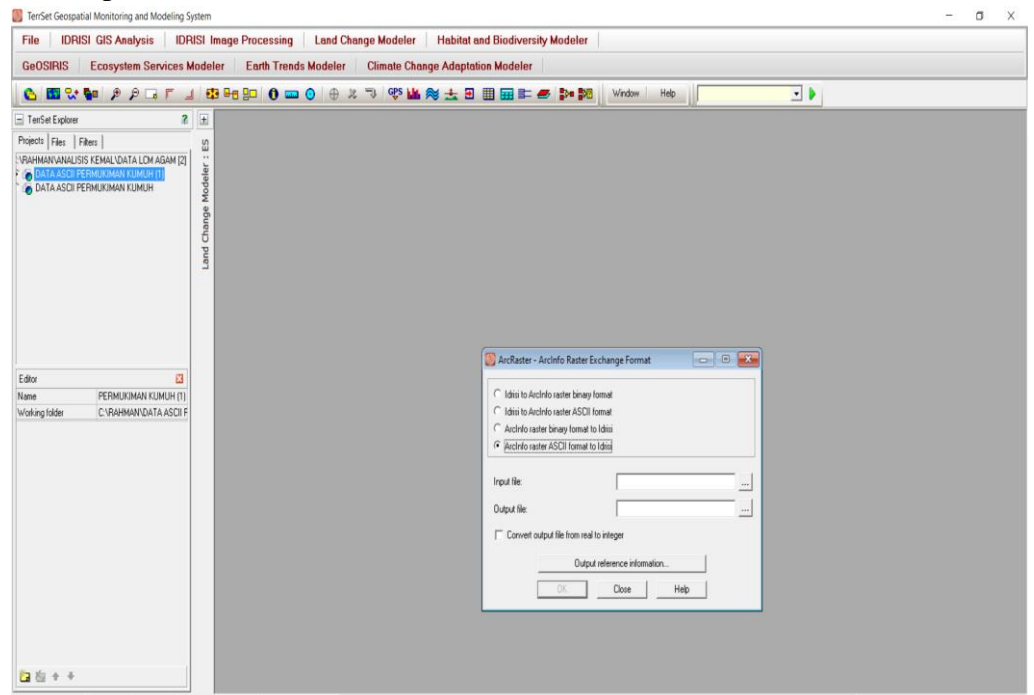 TerrSet Geospatial Monitoring and Modeling System
File IDRISI GIS Analysis IDRISI Image Processing Land Change Modeler Habitat and Biodiversity Modeler
GeOSIRIS Ecosystem Services Modeler Earth Trends Modeler Climate Change Adaptation Modeler
GPS Window Help
TerrSet Explorer ?
Projects Files Filters
:\RAHMAN\ANALISIS KEMAL\DATA LCM AGAM [2]
DATA ASCII PERMUKIMAN KUMUH (1)
DATA ASCII PERMUKIMAN KUMUH
Land Change Modeler : ES
Editor
Name PERMUKIMAN KUMUH (1)
Working folder C:\RAHMAN\DATA ASCII P
ArcRaster - ArcInfo Raster Exchange Format
Idrisi to ArcInfo raster binary format
Idrisi to ArcInfo raster ASCII format
ArcInfo raster binary format to Idrisi
ArcInfo raster ASCII format to Idrisi
Input file: ...
Output file: ...
Convert output file from real to integer
Output reference information...
OK Close Help